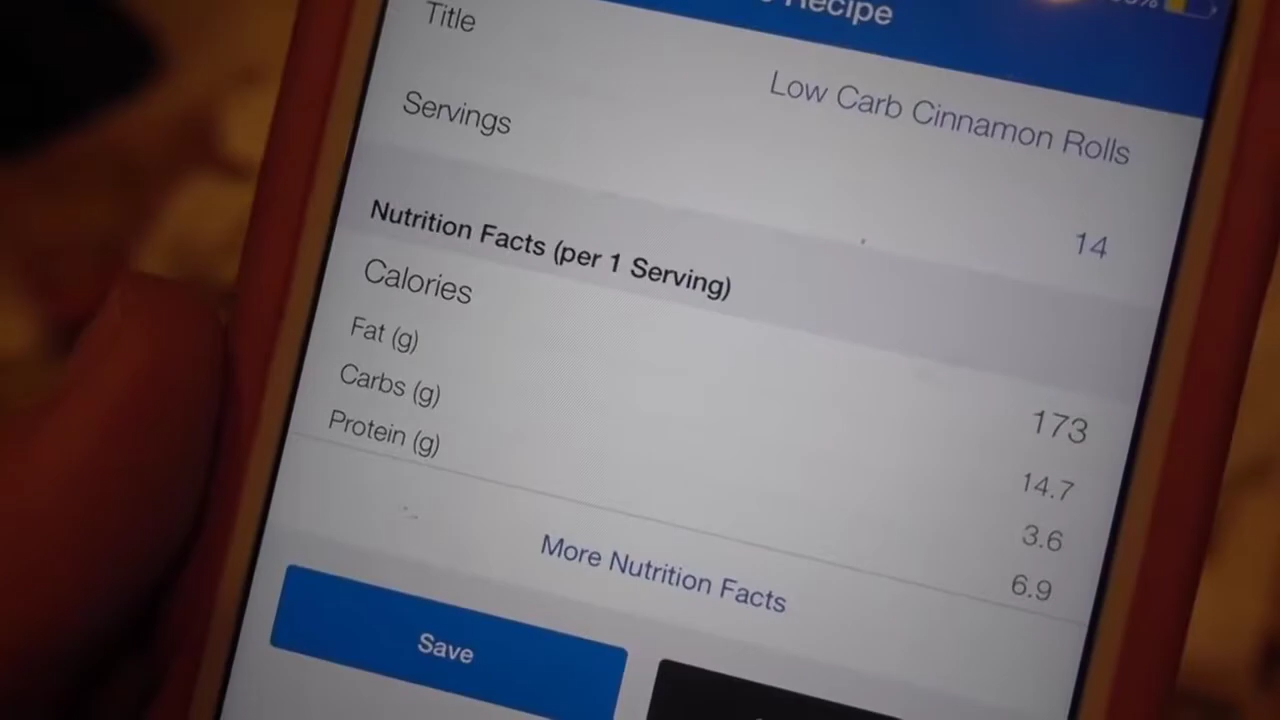 Recipe
Title
Low Carb Cinnamon Rolls
Servings
14
Nutrition Facts (per 1 Serving)
Calories
173
Fat (g)
14.7
Carbs (g)
3.6
Protein (g)
6.9
More Nutrition Facts
Save